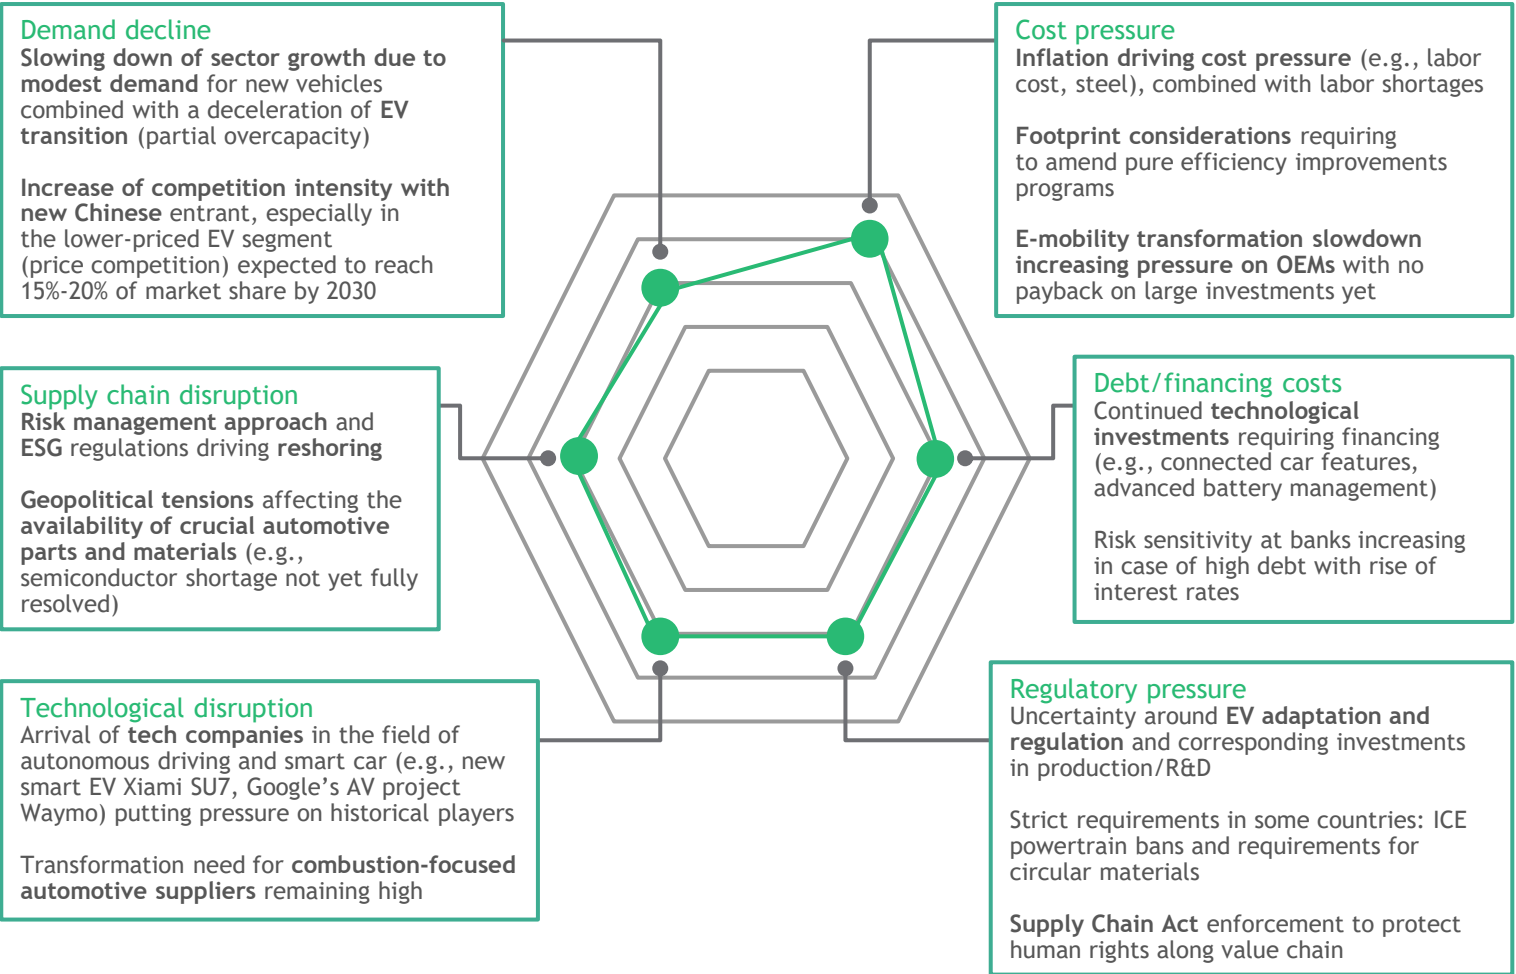 Demand decline
Slowing down of sector growth due to
modest demand for new vehicles
combined with a deceleration of EV
transition (partial overcapacity)
Increase of competition intensity with
new Chinese entrant, especially in
the lower-priced EV segment
(price competition) expected to reach
15%-20% of market share by 2030
Cost pressure
Inflation driving cost pressure (e.g., labor
cost, steel), combined with labor shortages
Footprint considerations requiring
to amend pure efficiency improvements
programs
E-mobility transformation slowdown
increasing pressure on OEMs with no
payback on large investments yet
Supply chain disruption
Risk management approach and
ESG regulations driving reshoring
Geopolitical tensions affecting the
availability of crucial automotive
parts and materials (e.g.,
semiconductor shortage not yet fully
resolved)
Debt/financing costs
Continued technological
investments requiring financing
(e.g., connected car features,
advanced battery management)
Risk sensitivity at banks increasing
in case of high debt with rise of
interest rates
Technological disruption
Arrival of tech companies in the field of
autonomous driving and smart car (e.g., new
smart EV Xiami SU7, Google’s AV project
Waymo) putting pressure on historical players
Transformation need for combustion-focused
automotive suppliers remaining high
Regulatory pressure
Uncertainty around EV adaptation and
regulation and corresponding investments
in production/R&D
Strict requirements in some countries: ICE
powertrain bans and requirements for
circular materials
Supply Chain Act enforcement to protect
human rights along value chain